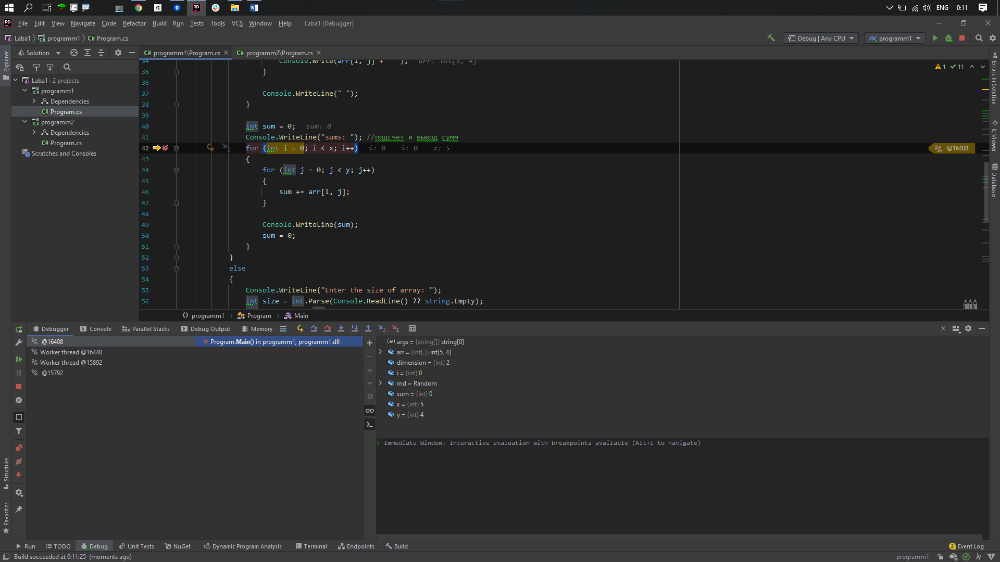 ENG 0:11
File Edit View Navigate Code Refactor Build Run Tests Tools VCS Window Help Laba1 [Debugger]
Laba1 programm1 C# Program.cs Debug | Any CPU programm1
Explorer
Solution
C# programm1\Program.cs C# programm2\Program.cs
Laba1 · 2 projects
programm1
Dependencies
C# Program.cs
programm2
Dependencies
C# Program.cs
Scratches and Consoles
34 Console.Write(arr[i, j] + ); arr: int[5, 4]
35 }
36
37 Console.WriteLine(" ");
38 }
39
40 int sum = 0; sum: 0
41 Console.WriteLine("sums: "); //подсчет и вывод сумм
42 for (int i = 0; i < x; i++) i: 0 i: 0 x: 5 '@16408'
43 {
44 for (int j = 0; j < y; j++)
45 {
46 sum += arr[i, j];
47 }
48
49 Console.WriteLine(sum);
50 sum = 0;
51 }
52 }
53 else
54 {
55 Console.WriteLine("Enter the size of array: ");
56 int size = int.Parse(Console.ReadLine() ?? string.Empty);
1 11
Errors In Solution
IL Viewer
Database
programm1 Program Main
Debugger Console Parallel Stacks Debug Output Memory
@16408
Worker thread @16448
Worker thread @15892
@15792
Program.Main() in programm1, programm1.dll
args = {string[]} string[0]
arr = {int[,]} int[5, 4]
dimension = {int} 2
i = {int} 0
rnd = Random
sum = {int} 0
x = {int} 5
y = {int} 4
> Immediate Window: Interactive evaluation with breakpoints available (Alt+I to navigate)
Structure
Favorites
Run TODO Debug Unit Tests NuGet Dynamic Program Analysis Terminal Endpoints Build 2 Event Log
Build succeeded at 0:11:25 (moments ago) programm1